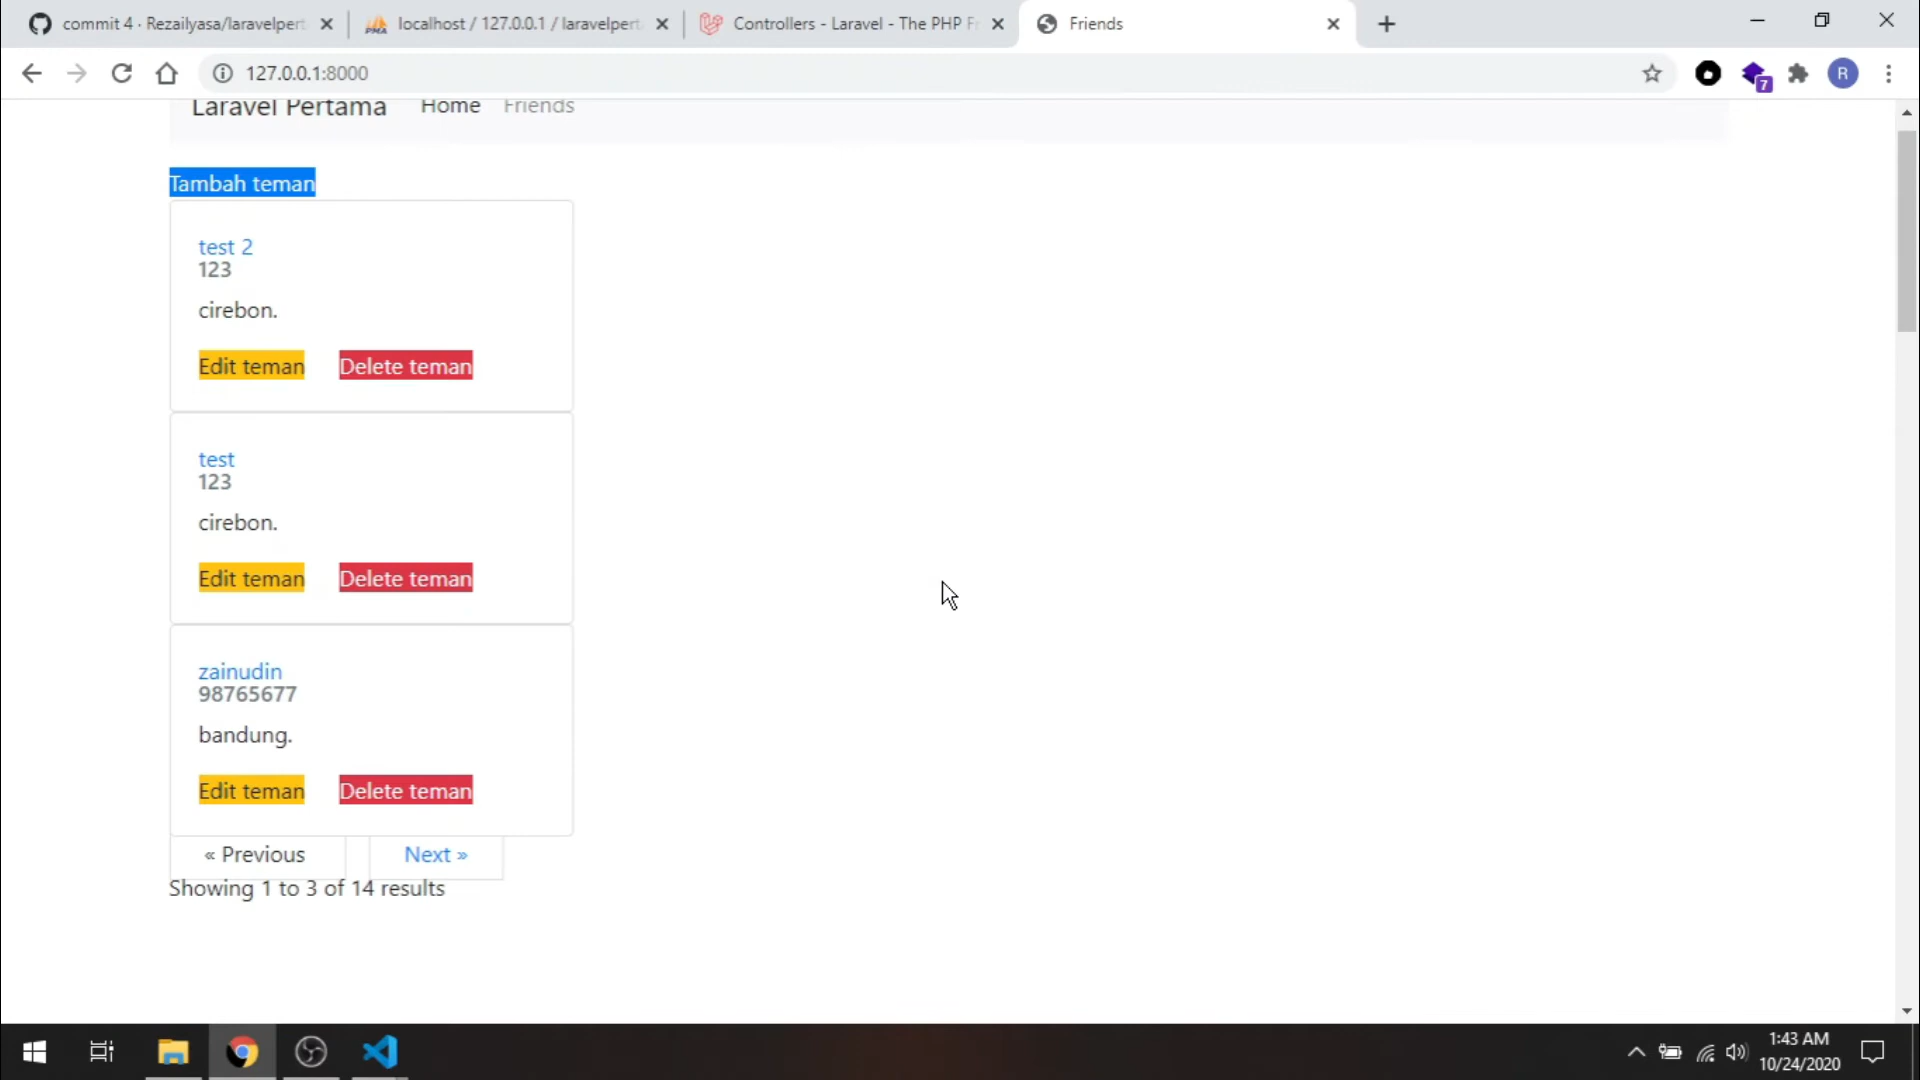 commit 4 · Rezailyasa/laravelpert
localhost / 127.0.0.1 / laravelpert
Controllers - Laravel - The PHP Fr
Friends
127.0.0.1:8000
7
R
Laravel Pertama Home Friends
Tambah teman
test 2
123
cirebon.
Edit teman Delete teman
test
123
cirebon.
Edit teman Delete teman
zainudin
98765677
bandung.
Edit teman Delete teman
« Previous Next »
Showing 1 to 3 of 14 results
1:43 AM
10/24/2020